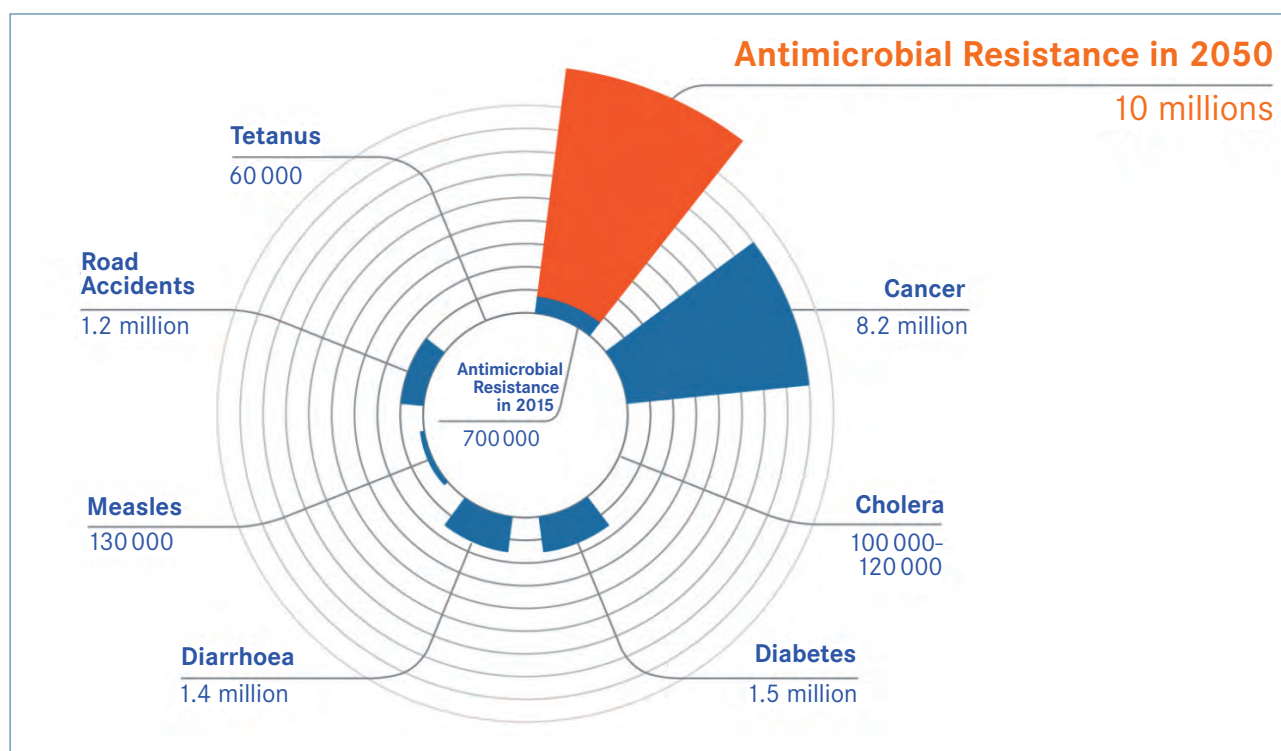 Antimicrobial Resistance in 2050
10 millions
Tetanus
60 000
Road
Accidents
1.2 million
Cancer
8.2 million
Antimicrobial
Resistance
in 2015
700 000
Measles
130 000
Cholera
100 000–
120 000
Diarrhoea
1.4 million
Diabetes
1.5 million